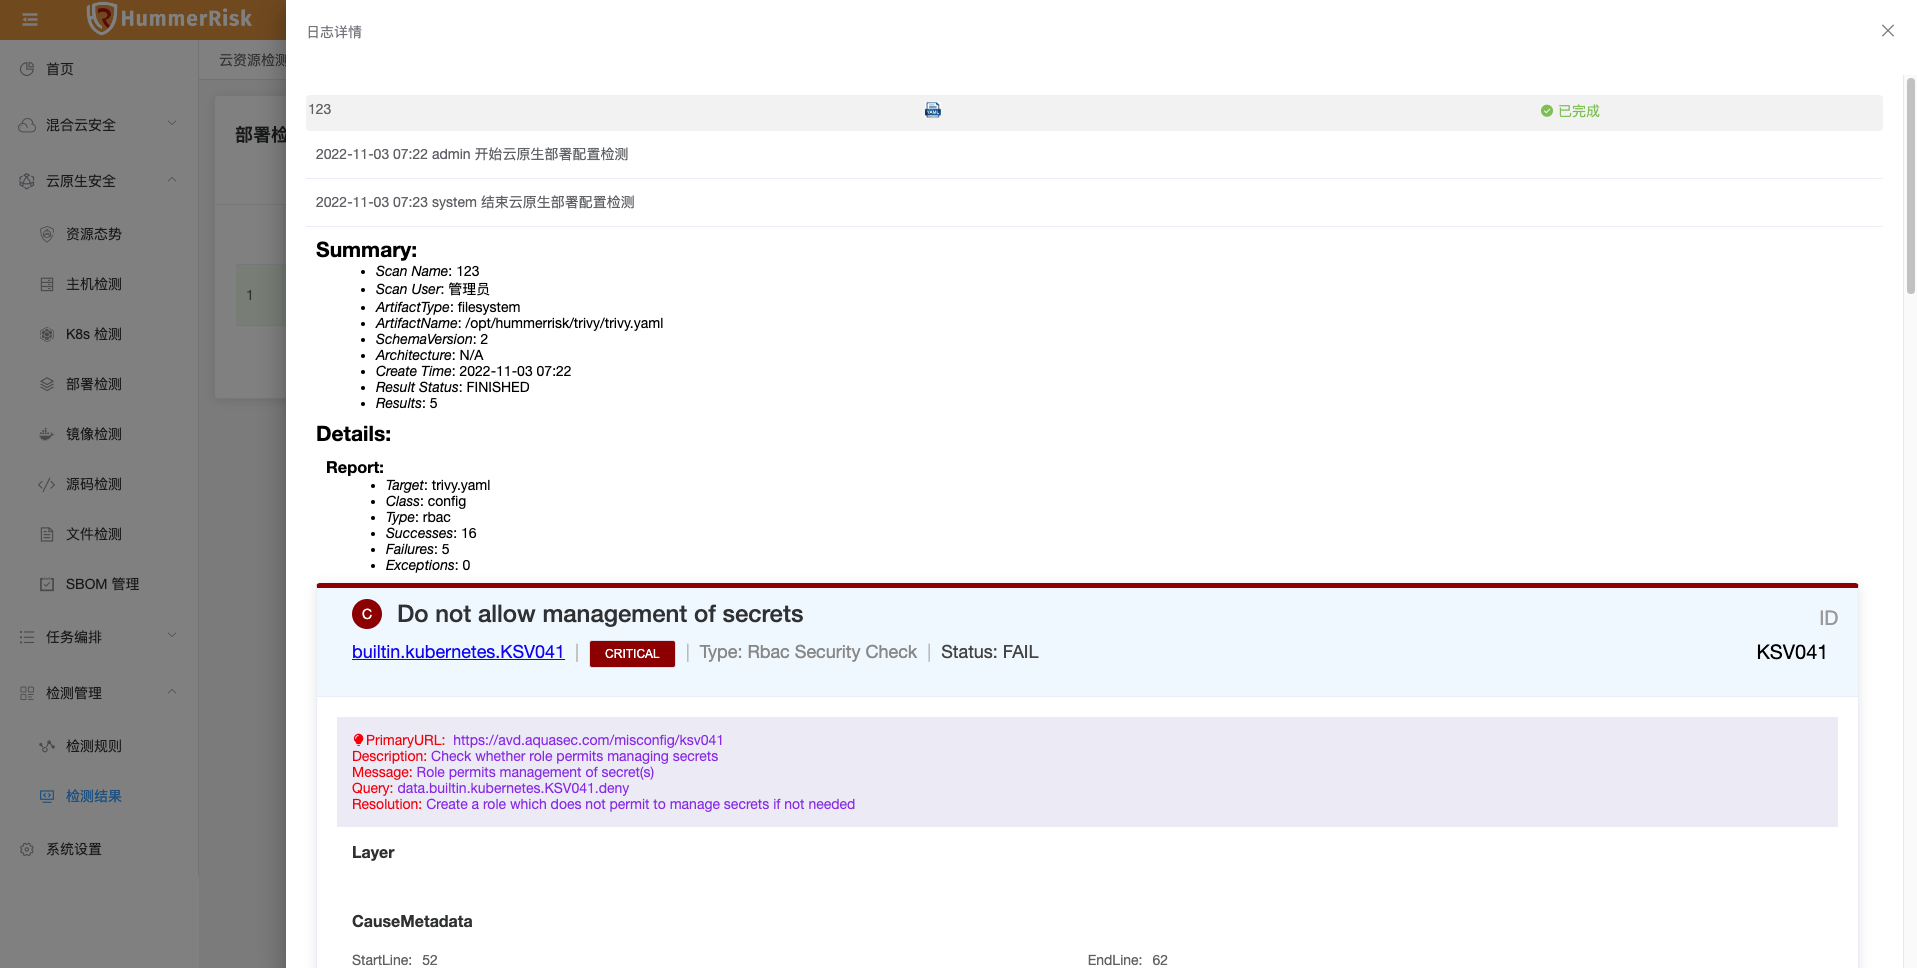 HummerRisk
首页
混合云安全
云原生安全
资源态势
主机检测
K8s 检测
部署检测
镜像检测
源码检测
文件检测
SBOM 管理
任务编排
检测管理
检测规则
检测结果
系统设置
云资源检测
部署检
1
日志详情
123
YAML
已完成
2022-11-03 07:22 admin 开始云原生部署配置检测
2022-11-03 07:23 system 结束云原生部署配置检测
Summary:
Scan Name: 123
Scan User: 管理员
ArtifactType: filesystem
ArtifactName: /opt/hummerrisk/trivy/trivy.yaml
SchemaVersion: 2
Architecture: N/A
Create Time: 2022-11-03 07:22
Result Status: FINISHED
Results: 5
Details:
Report:
Target: trivy.yaml
Class: config
Type: rbac
Successes: 16
Failures: 5
Exceptions: 0
C Do not allow management of secrets
ID
builtin.kubernetes.KSV041 | CRITICAL | Type: Rbac Security Check | Status: FAIL
KSV041
PrimaryURL: https://avd.aquasec.com/misconfig/ksv041
Description: Check whether role permits managing secrets
Message: Role permits management of secret(s)
Query: data.builtin.kubernetes.KSV041.deny
Resolution: Create a role which does not permit to manage secrets if not needed
Layer
CauseMetadata
StartLine: 52
EndLine: 62